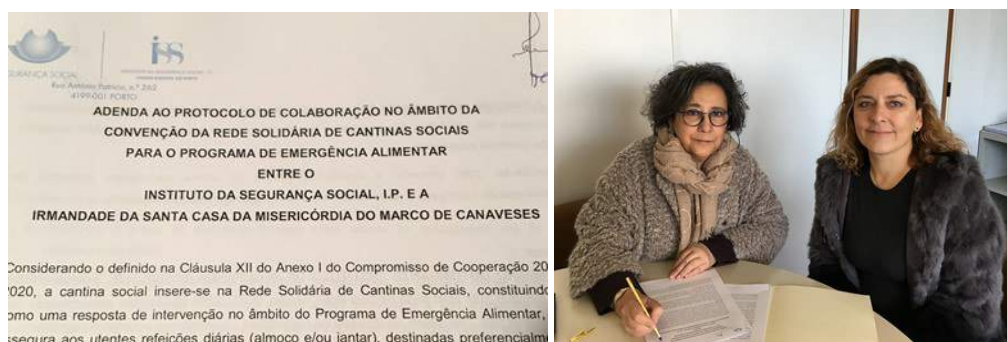 SEGURANÇA SOCIAL
iss
Rua António Patrício, n.º 262
4199-001 PORTO
ADENDA AO PROTOCOLO DE COLABORAÇÃO NO ÂMBITO DA
CONVENÇÃO DA REDE SOLIDÁRIA DE CANTINAS SOCIAIS
PARA O PROGRAMA DE EMERGÊNCIA ALIMENTAR
ENTRE O
INSTITUTO DA SEGURANÇA SOCIAL, I.P. E A
IRMANDADE DA SANTA CASA DA MISERICÓRDIA DO MARCO DE CANAVESES
Considerando o definido na Cláusula XII do Anexo I do Compromisso de Cooperação 20
2020, a cantina social insere-se na Rede Solidária de Cantinas Sociais, constituindo
omo uma resposta de intervenção no âmbito do Programa de Emergência Alimentar,
ssegura aos utentes refeições diárias (almoço e/ou jantar), destinadas preferencialme